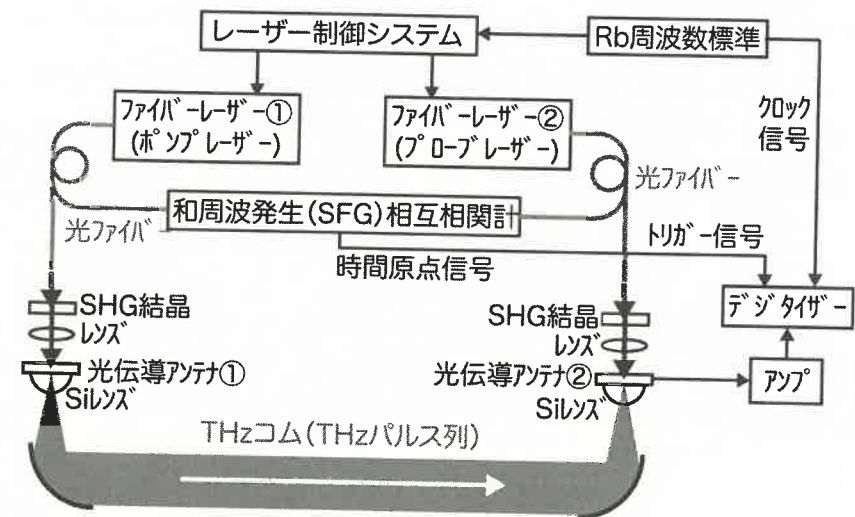 レーザー制御システム
Rb周波数標準
ファイバーレーザー①
(ポンプレーザー)
ファイバーレーザー②
(プローブレーザー)
クロック
信号
光ファイバー
和周波発生(SFG)相互相関計
光ファイバー
トリガー信号
時間原点信号
SHG結晶
レンズ
SHG結晶
レンズ
デジタイザー
光伝導アンテナ①
Siレンズ
光伝導アンテナ②
Siレンズ
アンプ
THzコム(THzパルス列)